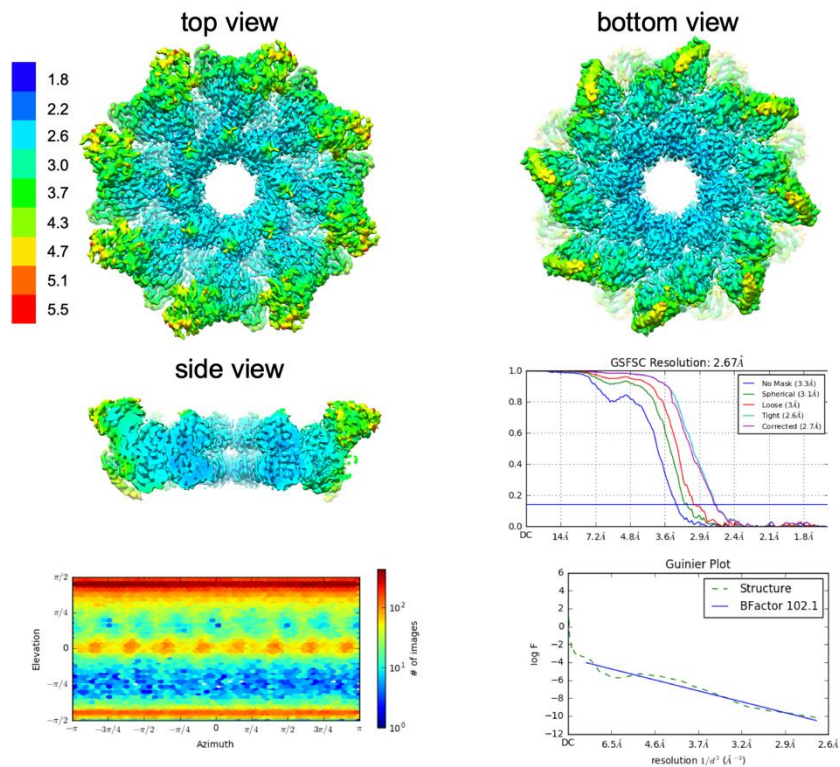 top view
bottom view
1.8
2.2
2.6
3.0
3.7
4.3
4.7
5.1
5.5
side view
GSFSC Resolution: 2.67Å
1.0
0.8
0.6
0.4
0.2
0.0
No Mask (3.3Å)
Spherical (3.1Å)
Loose (3Å)
Tight (2.6Å)
Corrected (2.7Å)
DC 14Å 7.2Å 4.8Å 3.6Å 2.9Å 2.4Å 2.1Å 1.8Å
Elevation
π/2
π/4
0
−π/4
−π/2
−π −3π/4 −π/2 −π/4 0 π/4 π/2 3π/4 π
Azimuth
10²
10¹
10⁰
# of images
Guinier Plot
log F
6
4
2
0
−2
−4
−6
−8
−10
−12
Structure
BFactor 102.1
DC 6.5Å 4.6Å 3.7Å 3.2Å 2.9Å 2.6Å
resolution 1/d² (Å⁻²)